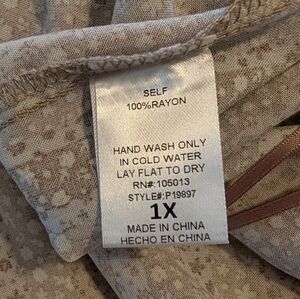 SELF
100%RAYON
HAND WASH ONLY
IN COLD WATER
LAY FLAT TO DRY
RN#:105013
STYLE#:P19897
1X
MADE IN CHINA
HECHO EN CHINA